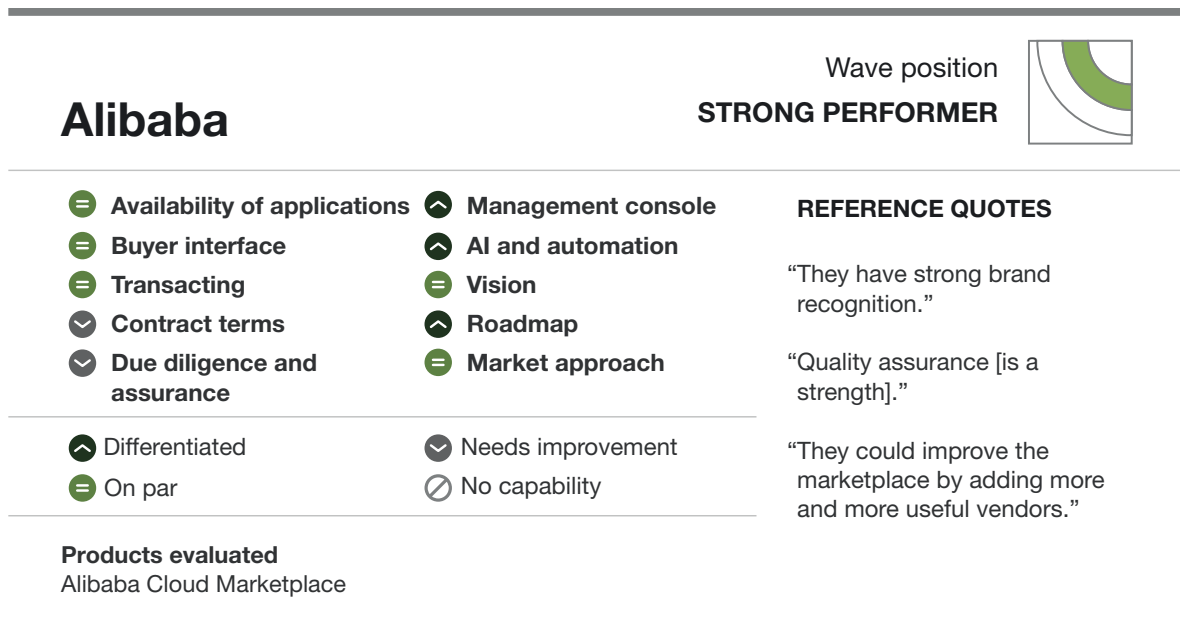 Alibaba
Wave position
STRONG PERFORMER
Availability of applications
Buyer interface
Transacting
Contract terms
Due diligence and
assurance
Management console
AI and automation
Vision
Roadmap
Market approach
Differentiated
On par
Needs improvement
No capability
Products evaluated
Alibaba Cloud Marketplace
REFERENCE QUOTES
“They have strong brand
recognition.”
“Quality assurance [is a
strength].”
“They could improve the
marketplace by adding more
and more useful vendors.”